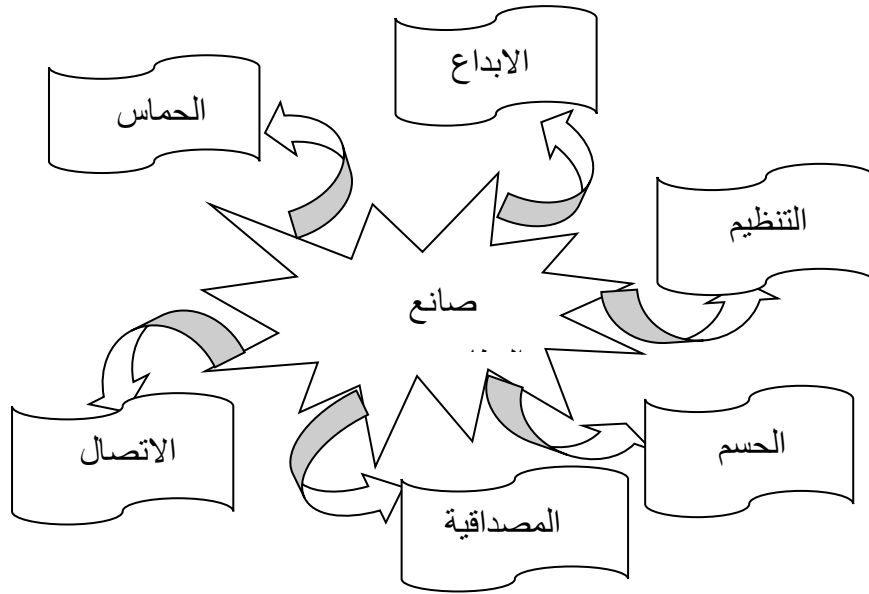 الابداع
الحماس
التنظيم
صانع
الاتصال
الحسم
المصداقية